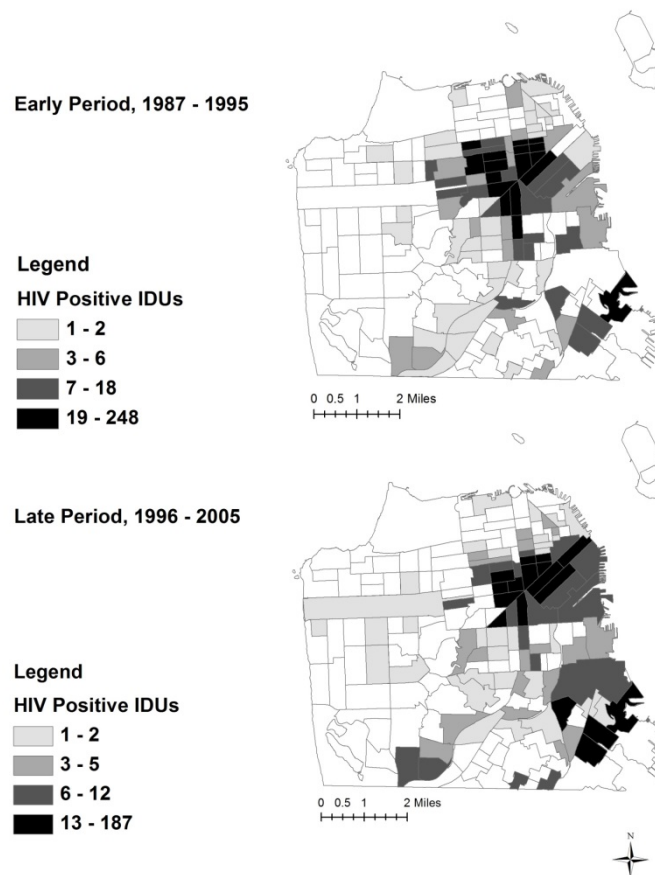 Early Period, 1987 - 1995
Legend
HIV Positive IDUs
1 - 2
3 - 6
7 - 18
19 - 248
0 0.5 1 2 Miles
Late Period, 1996 - 2005
Legend
HIV Positive IDUs
1 - 2
3 - 5
6 - 12
13 - 187
0 0.5 1 2 Miles
N